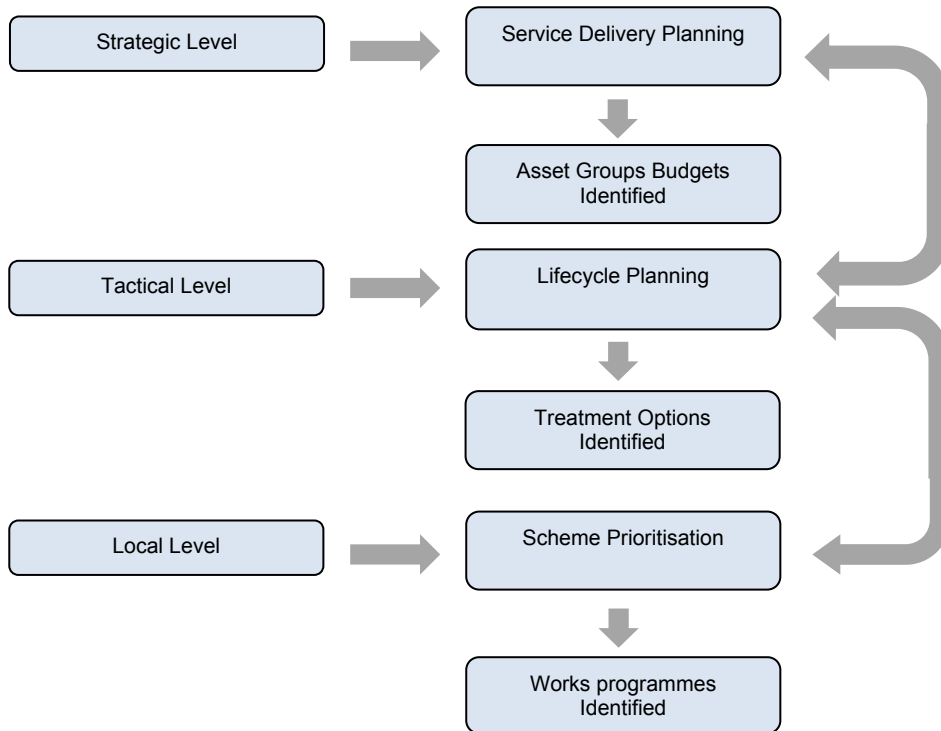 Strategic Level
Service Delivery Planning
Asset Groups Budgets
Identified
Tactical Level
Lifecycle Planning
Treatment Options
Identified
Local Level
Scheme Prioritisation
Works programmes
Identified